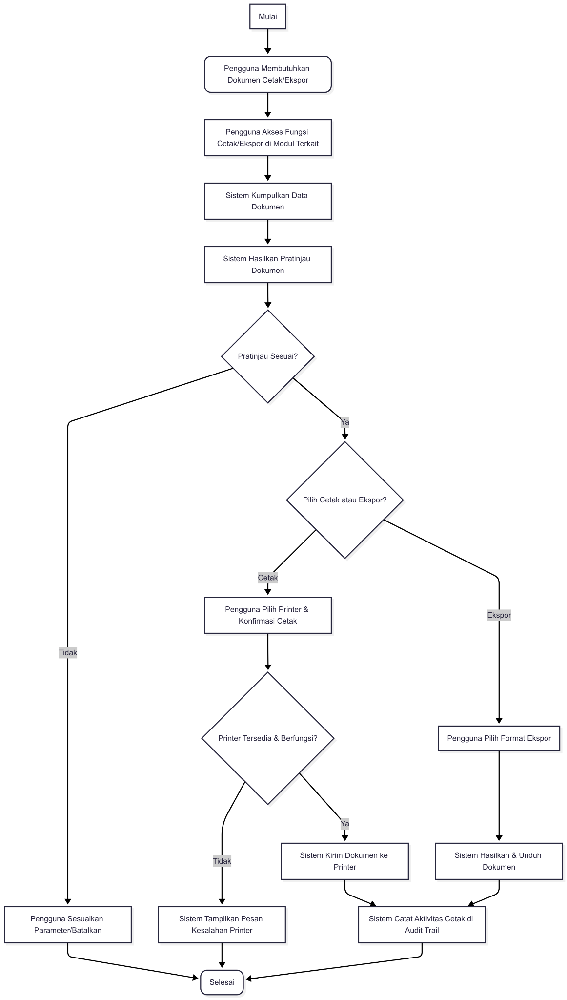 Mulai
Pengguna Membutuhkan
Dokumen Cetak/Ekspor
Pengguna Akses Fungsi
Cetak/Ekspor di Modul Terkait
Sistem Kumpulkan Data
Dokumen
Sistem Hasilkan Pratinjau
Dokumen
Pratinjau Sesuai?
Ya
Pilih Cetak atau Ekspor?
Cetak
Pengguna Pilih Printer &
Konfirmasi Cetak
Ekspor
Tidak
Printer Tersedia & Berfungsi?
Pengguna Pilih Format Ekspor
Ya
Tidak
Sistem Kirim Dokumen ke
Printer
Sistem Hasilkan & Unduh
Dokumen
Pengguna Sesuaikan
Parameter/Batalkan
Sistem Tampilkan Pesan
Kesalahan Printer
Sistem Catat Aktivitas Cetak di
Audit Trail
Selesai